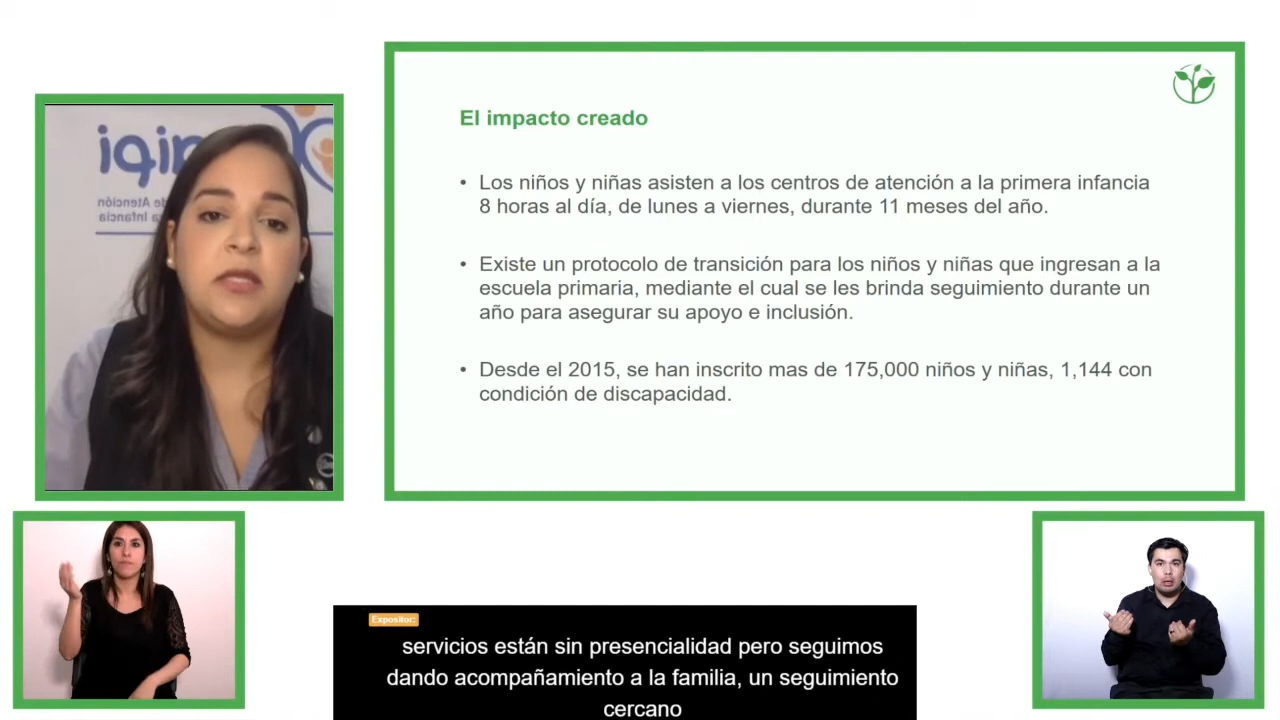 El impacto creado
• Los niños y niñas asisten a los centros de atención a la primera infancia
8 horas al día, de lunes a viernes, durante 11 meses del año.
• Existe un protocolo de transición para los niños y niñas que ingresan a la
escuela primaria, mediante el cual se les brinda seguimiento durante un
año para asegurar su apoyo e inclusión.
• Desde el 2015, se han inscrito mas de 175,000 niños y niñas, 1,144 con
condición de discapacidad.
de Atención
Infancia
Expositor:
servicios están sin presencialidad pero seguimos
dando acompañamiento a la familia, un seguimiento
cercano